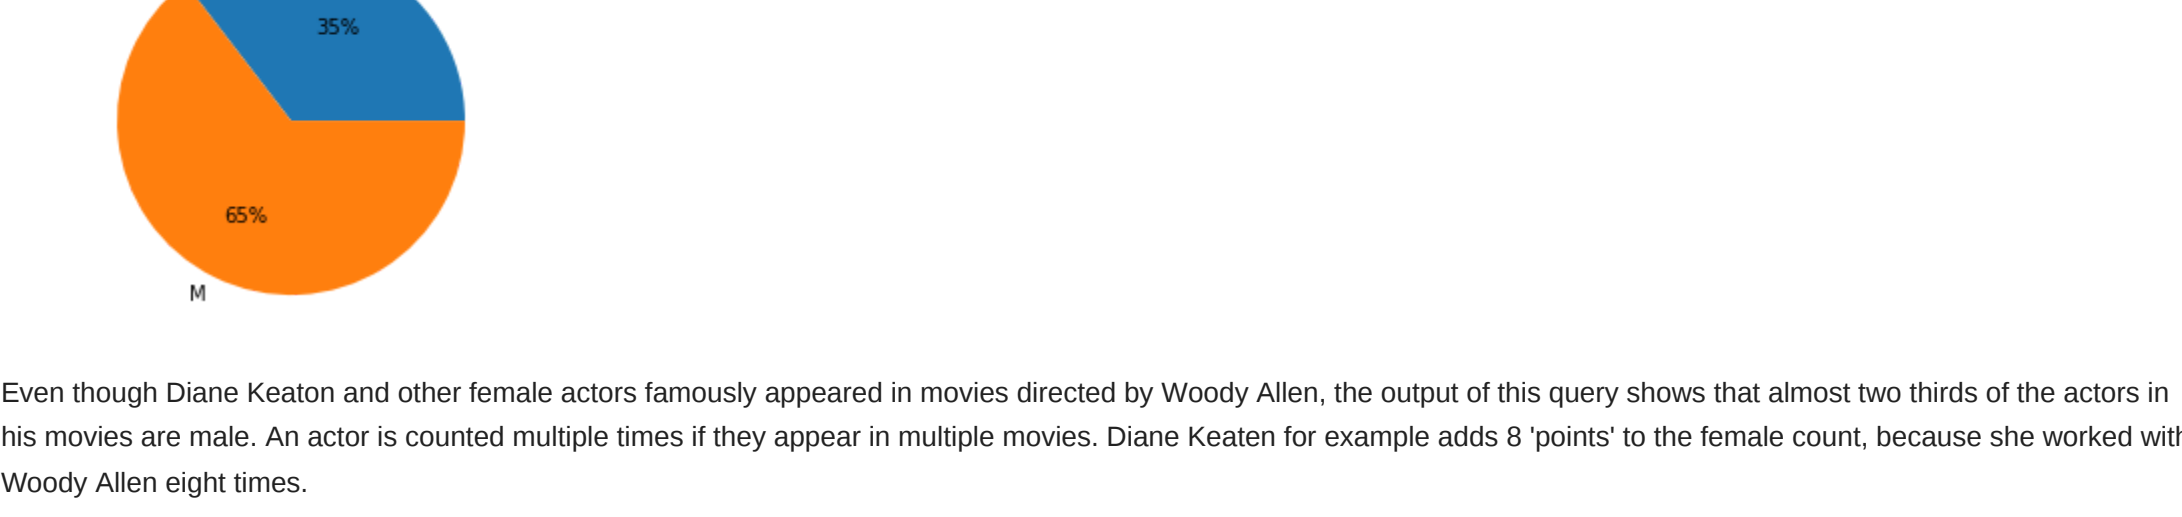 35%
65%
M
Even though Diane Keaton and other female actors famously appeared in movies directed by Woody Allen, the output of this query shows that almost two thirds of the actors in
his movies are male. An actor is counted multiple times if they appear in multiple movies. Diane Keaten for example adds 8 'points' to the female count, because she worked with
Woody Allen eight times.